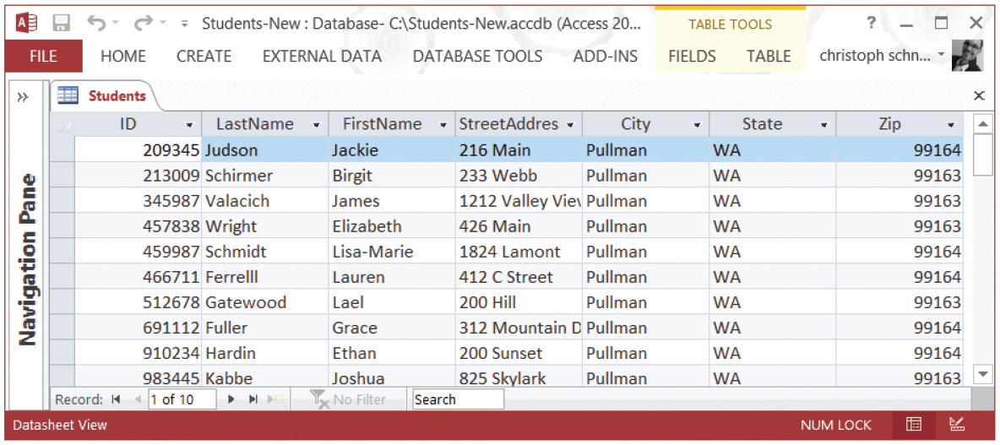 Students-New : Database- C:\Students-New.accdb (Access 20... TABLE TOOLS ?
FILE HOME CREATE EXTERNAL DATA DATABASE TOOLS ADD-INS FIELDS TABLE christoph schn...
» Students
ID LastName FirstName StreetAddres City State Zip
209345 Judson Jackie 216 Main Pullman WA 99164
213009 Schirmer Birgit 233 Webb Pullman WA 99163
345987 Valacich James 1212 Valley Viev Pullman WA 99163
457838 Wright Elizabeth 426 Main Pullman WA 99163
459987 Schmidt Lisa-Marie 1824 Lamont Pullman WA 99164
466711 Ferrelll Lauren 412 C Street Pullman WA 99164
512678 Gatewood Lael 200 Hill Pullman WA 99163
691112 Fuller Grace 312 Mountain D Pullman WA 99164
910234 Hardin Ethan 200 Sunset Pullman WA 99164
983445 Kabbe Joshua 825 Skylark Pullman WA 99163
Navigation Pane
Record: 1 of 10 No Filter Search
Datasheet View NUM LOCK